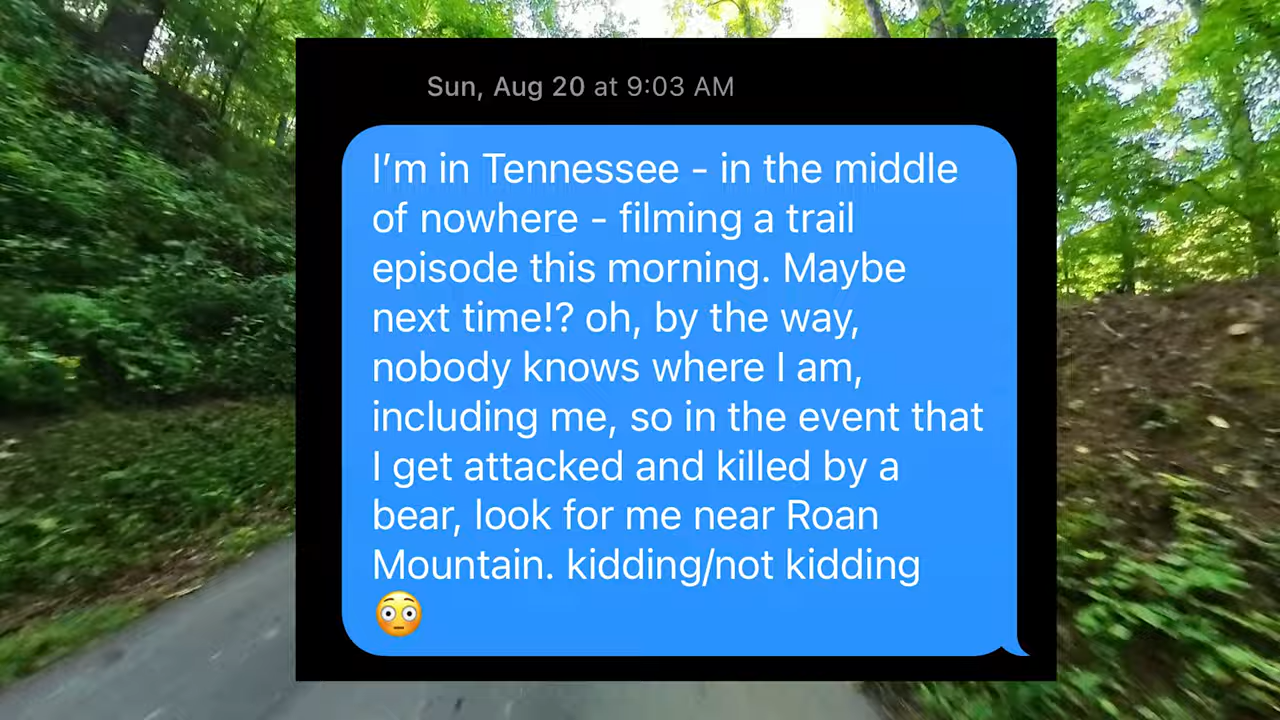 Sun, Aug 20 at 9:03 AM
I’m in Tennessee - in the middle
of nowhere - filming a trail
episode this morning. Maybe
next time!? oh, by the way,
nobody knows where I am,
including me, so in the event that
I get attacked and killed by a
bear, look for me near Roan
Mountain. kidding/not kidding
😳